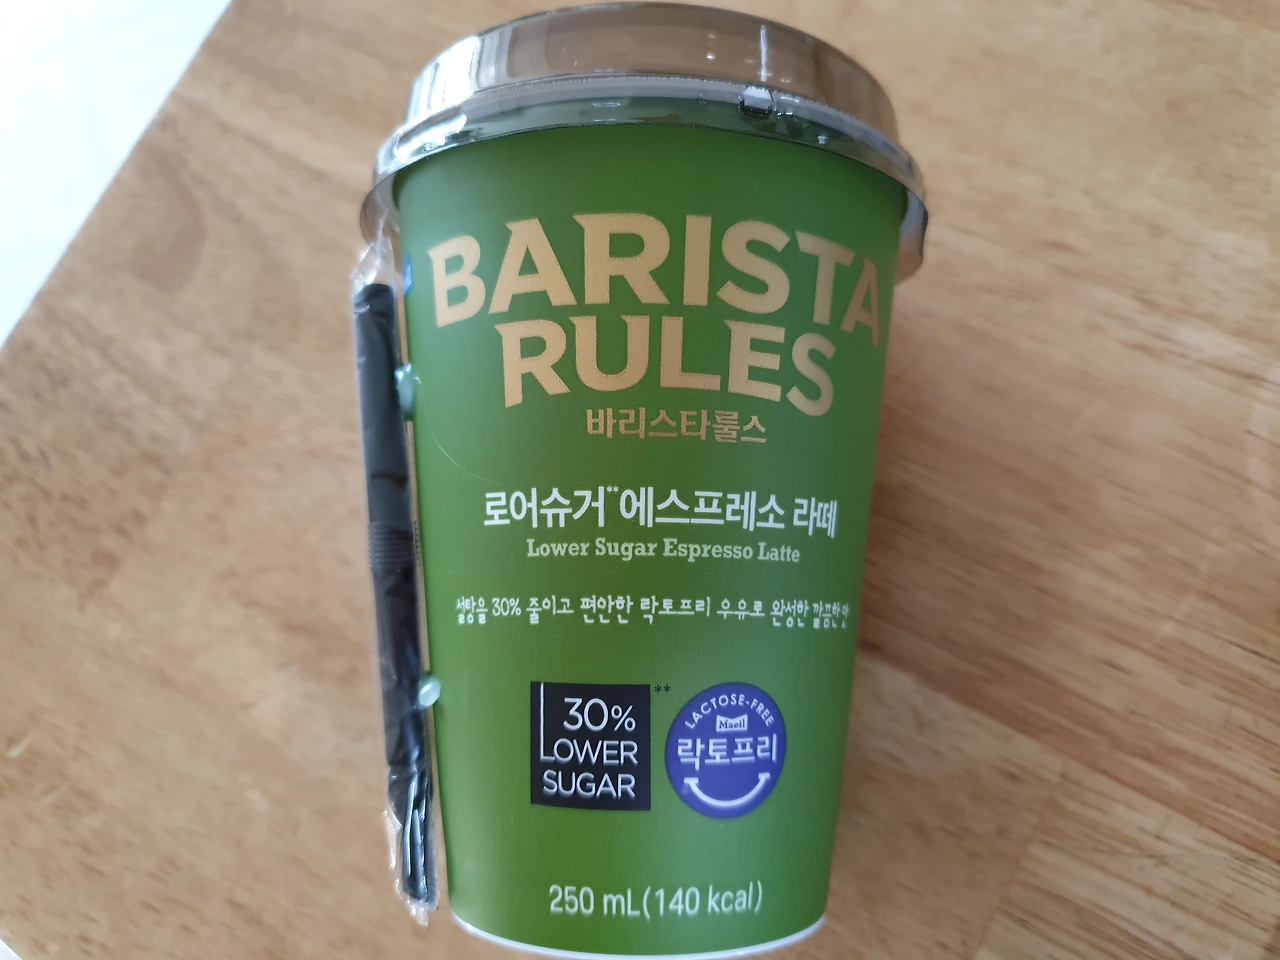 BARISTA
RULES
바리스타룰스
로어슈거**에스프레소 라떼
Lower Sugar Espresso Latte
설탕을 30% 줄이고 편안한 락토프리 우유로 완성한 깔끔한 맛
30%
LOWER
SUGAR
**
LACTOSE-FREE
Maeil
락토프리
250 mL(140 kcal)